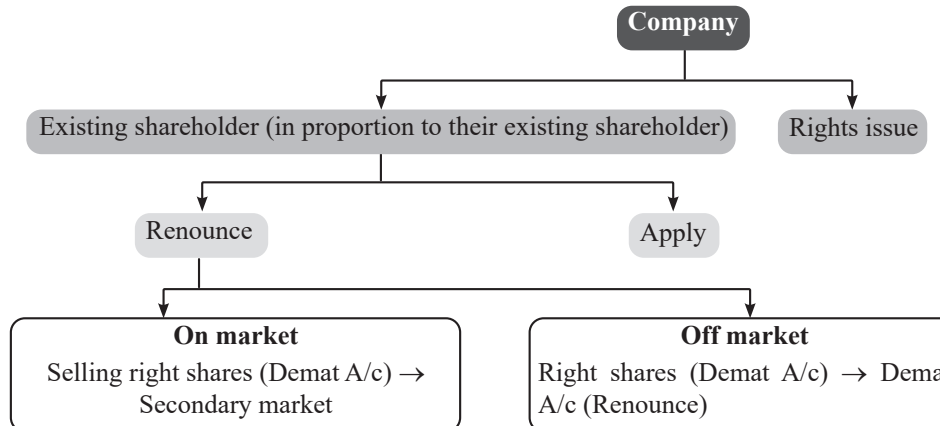 Company
Existing shareholder (in proportion to their existing shareholder)
Rights issue
Renounce
Apply
On market
Selling right shares (Demat A/c) →
Secondary market
Off market
Right shares (Demat A/c) → Dema
A/c (Renounce)